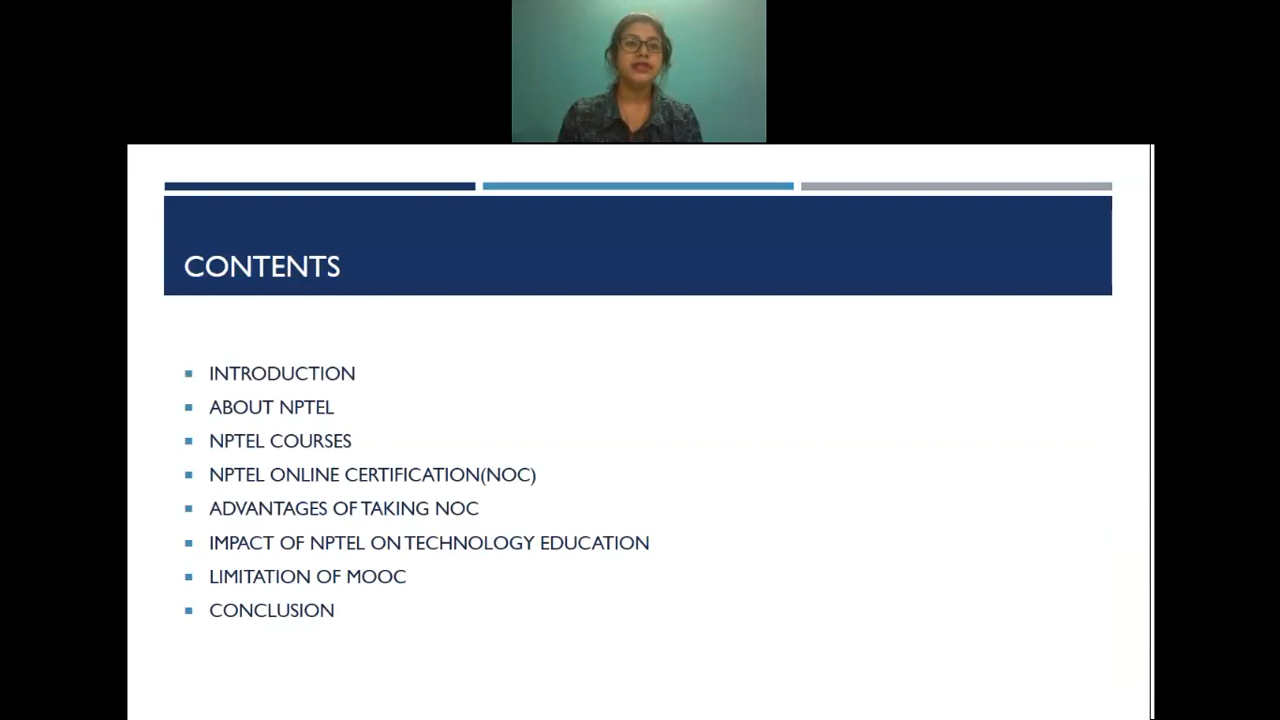 CONTENTS
INTRODUCTION
ABOUT NPTEL
NPTEL COURSES
NPTEL ONLINE CERTIFICATION(NOC)
ADVANTAGES OF TAKING NOC
IMPACT OF NPTEL ON TECHNOLOGY EDUCATION
LIMITATION OF MOOC
CONCLUSION